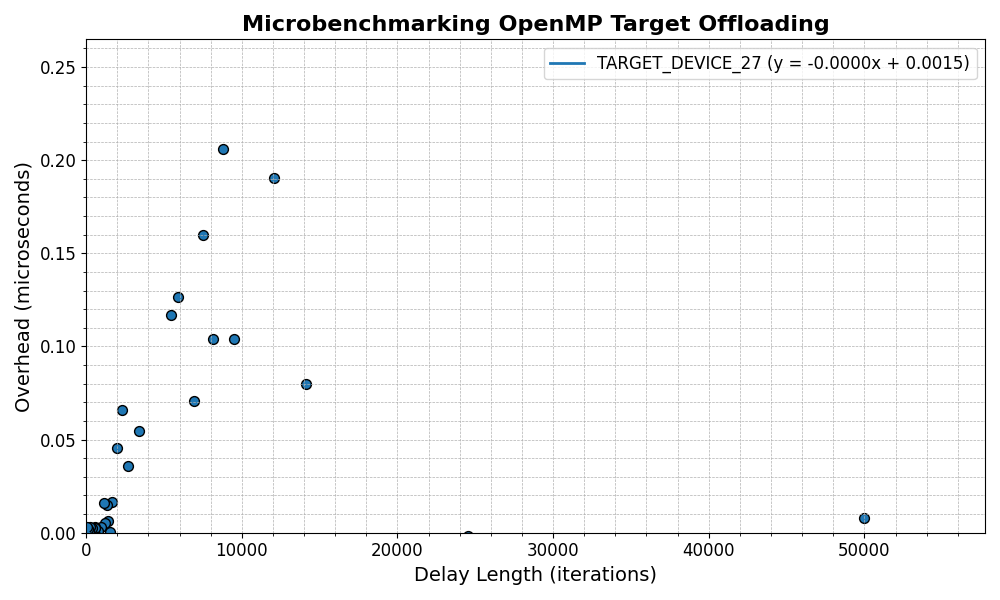 Microbenchmarking OpenMP Target Offloading
TARGET_DEVICE_27 (y = -0.0000x + 0.0015)
Overhead (microseconds)
0.25
0.20
0.15
0.10
0.05
0.00
0 10000 20000 30000 40000 50000
Delay Length (iterations)